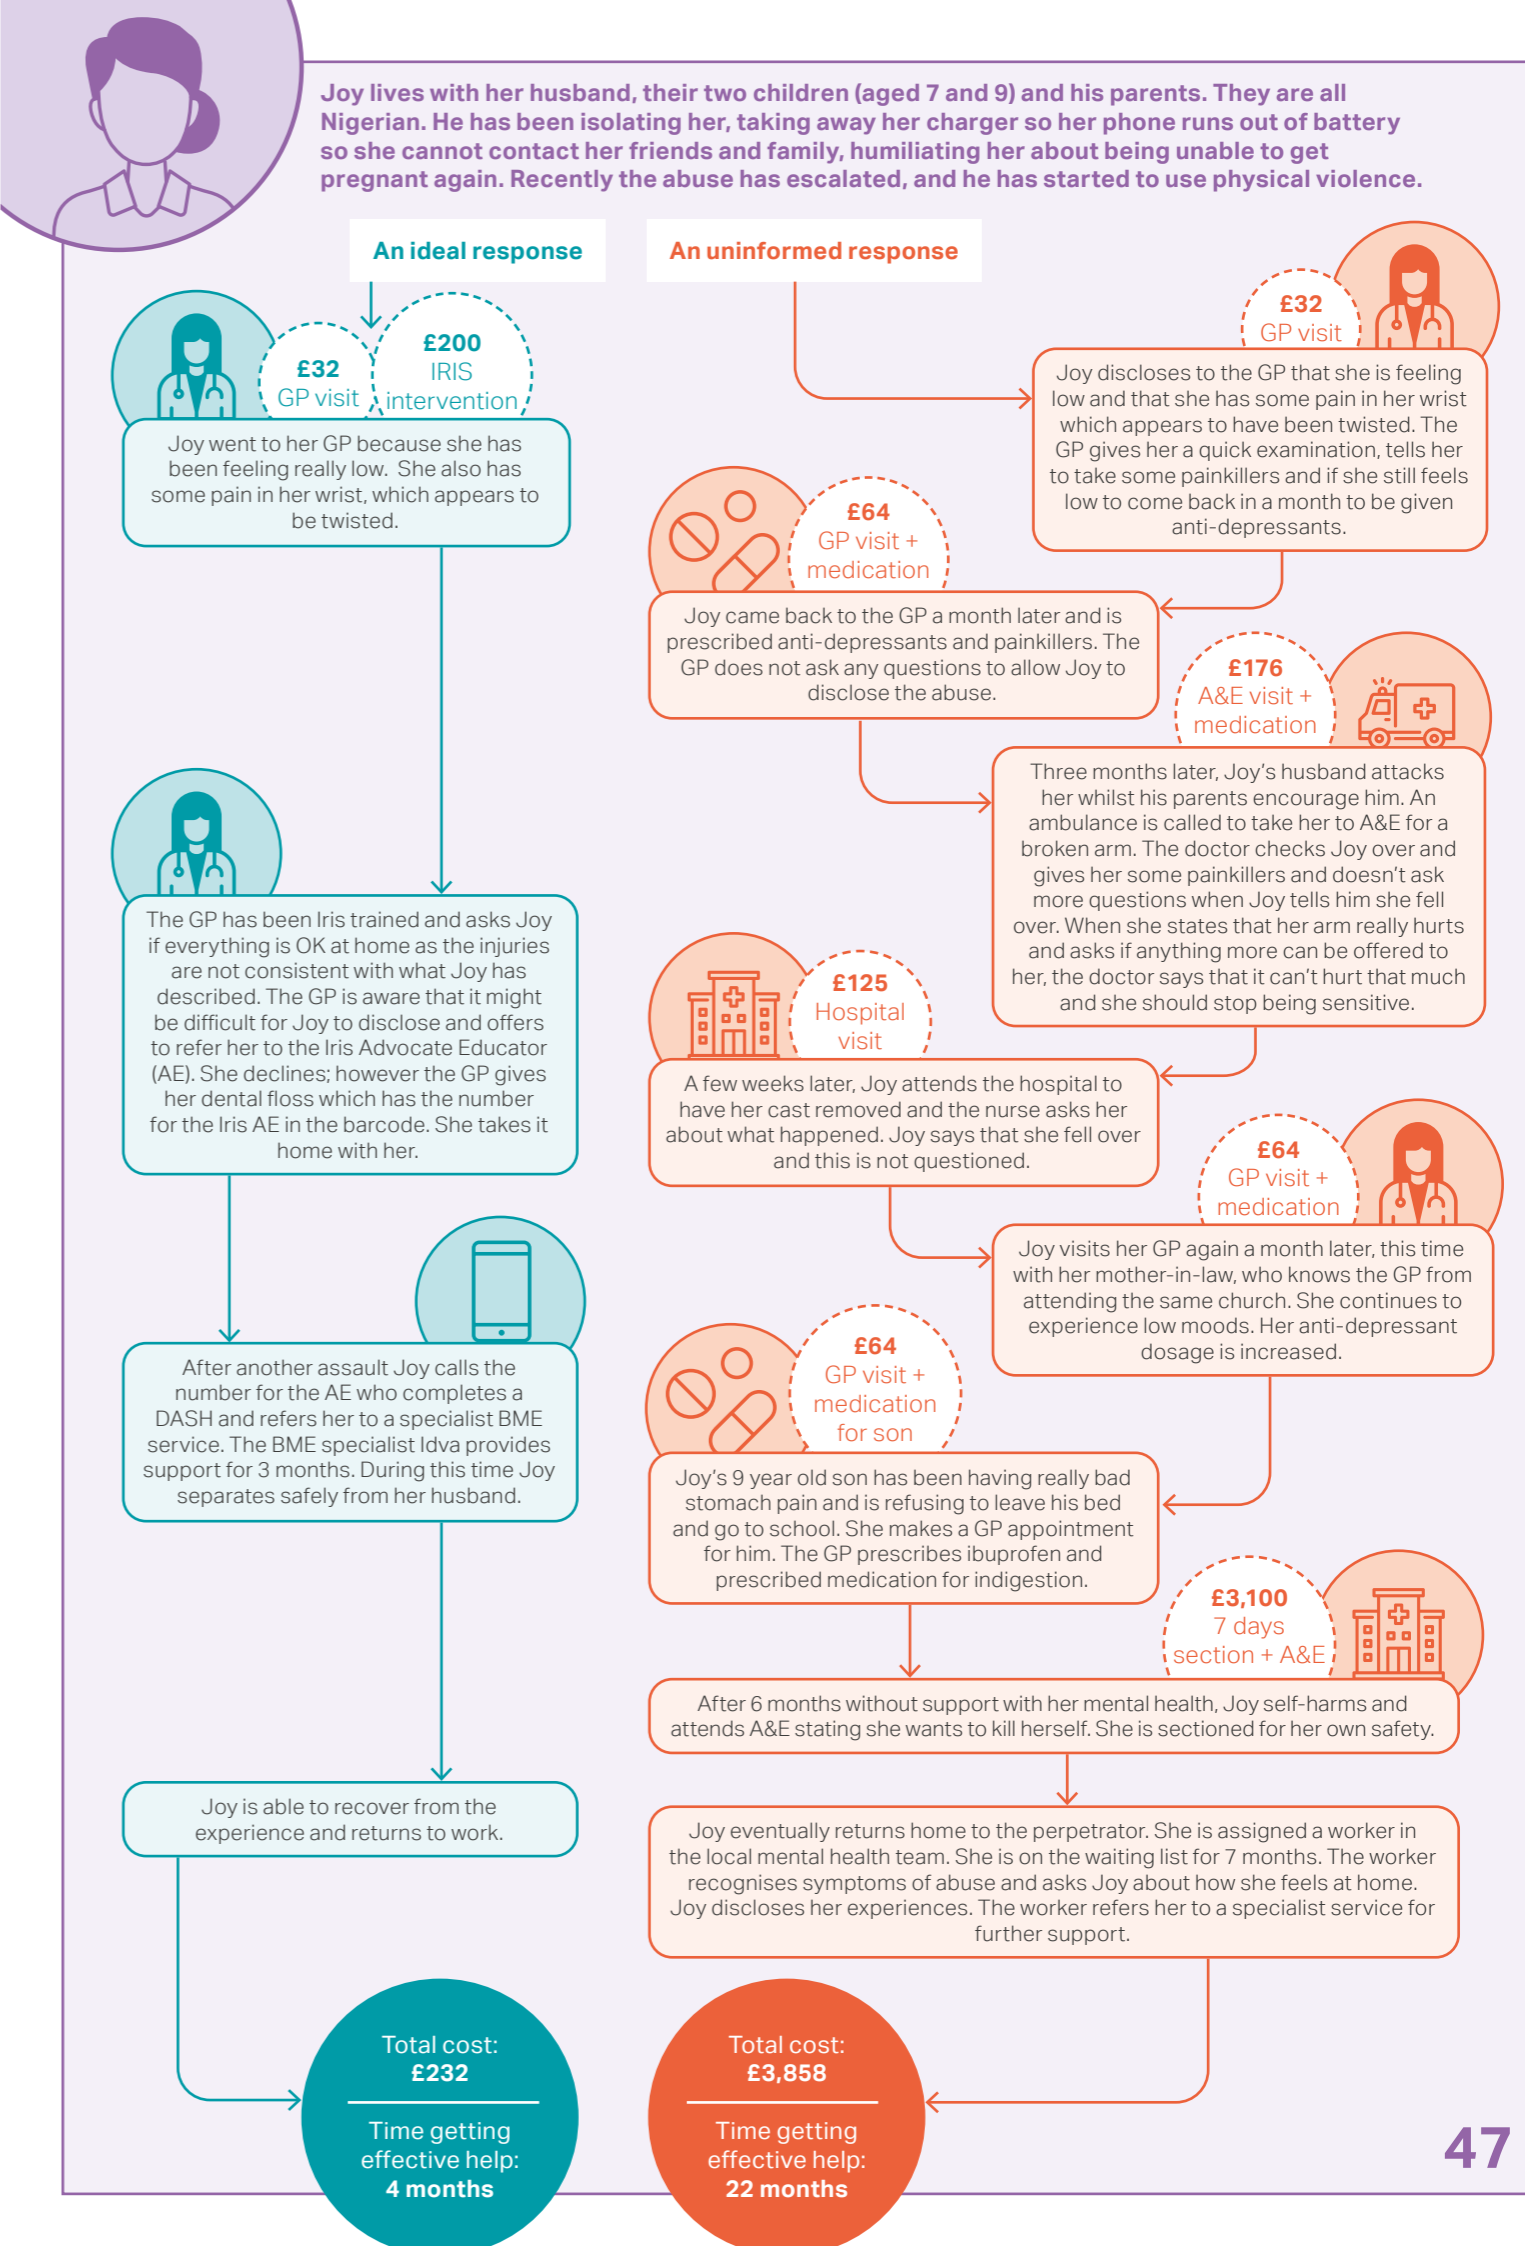 Joy lives with her husband, their two children (aged 7 and 9) and his parents. They are all
Nigerian. He has been isolating her, taking away her charger so her phone runs out of battery
so she cannot contact her friends and family, humiliating her about being unable to get
pregnant again. Recently the abuse has escalated, and he has started to use physical violence.
An ideal response
£32
GP visit
£200
IRIS
intervention
Joy went to her GP because she has
been feeling really low. She also has
some pain in her wrist, which appears to
be twisted.
The GP has been Iris trained and asks Joy
if everything is OK at home as the injuries
are not consistent with what Joy has
described. The GP is aware that it might
be difficult for Joy to disclose and offers
to refer her to the Iris Advocate Educator
(AE). She declines; however the GP gives
her dental floss which has the number
for the Iris AE in the barcode. She takes it
home with her.
After another assault Joy calls the
number for the AE who completes a
DASH and refers her to a specialist BME
service. The BME specialist Idva provides
support for 3 months. During this time Joy
separates safely from her husband.
Joy is able to recover from the
experience and returns to work.
Total cost:
£232
Time getting
effective help:
4 months
An uninformed response
£32
GP visit
Joy discloses to the GP that she is feeling
low and that she has some pain in her wrist
which appears to have been twisted. The
GP gives her a quick examination, tells her
to take some painkillers and if she still feels
low to come back in a month to be given
anti-depressants.
£64
GP visit +
medication
Joy came back to the GP a month later and is
prescribed anti-depressants and painkillers. The
GP does not ask any questions to allow Joy to
disclose the abuse.
£176
A&E visit +
medication
Three months later, Joy's husband attacks
her whilst his parents encourage him. An
ambulance is called to take her to A&E for a
broken arm. The doctor checks Joy over and
gives her some painkillers and doesn't ask
more questions when Joy tells him she fell
over. When she states that her arm really hurts
and asks if anything more can be offered to
her, the doctor says that it can't hurt that much
and she should stop being sensitive.
£125
Hospital
visit
A few weeks later, Joy attends the hospital to
have her cast removed and the nurse asks her
about what happened. Joy says that she fell over
and this is not questioned.
£64
GP visit +
medication
Joy visits her GP again a month later, this time
with her mother-in-law, who knows the GP from
attending the same church. She continues to
experience low moods. Her anti-depressant
dosage is increased.
£64
GP visit +
medication
for son
Joy's 9 year old son has been having really bad
stomach pain and is refusing to leave his bed
and go to school. She makes a GP appointment
for him. The GP prescribes ibuprofen and
prescribed medication for indigestion.
£3,100
7 days
section + A&E
After 6 months without support with her mental health, Joy self-harms and
attends A&E stating she wants to kill herself. She is sectioned for her own safety.
Joy eventually returns home to the perpetrator. She is assigned a worker in
the local mental health team. She is on the waiting list for 7 months. The worker
recognises symptoms of abuse and asks Joy about how she feels at home.
Joy discloses her experiences. The worker refers her to a specialist service for
further support.
Total cost:
£3,858
Time getting
effective help:
22 months
47